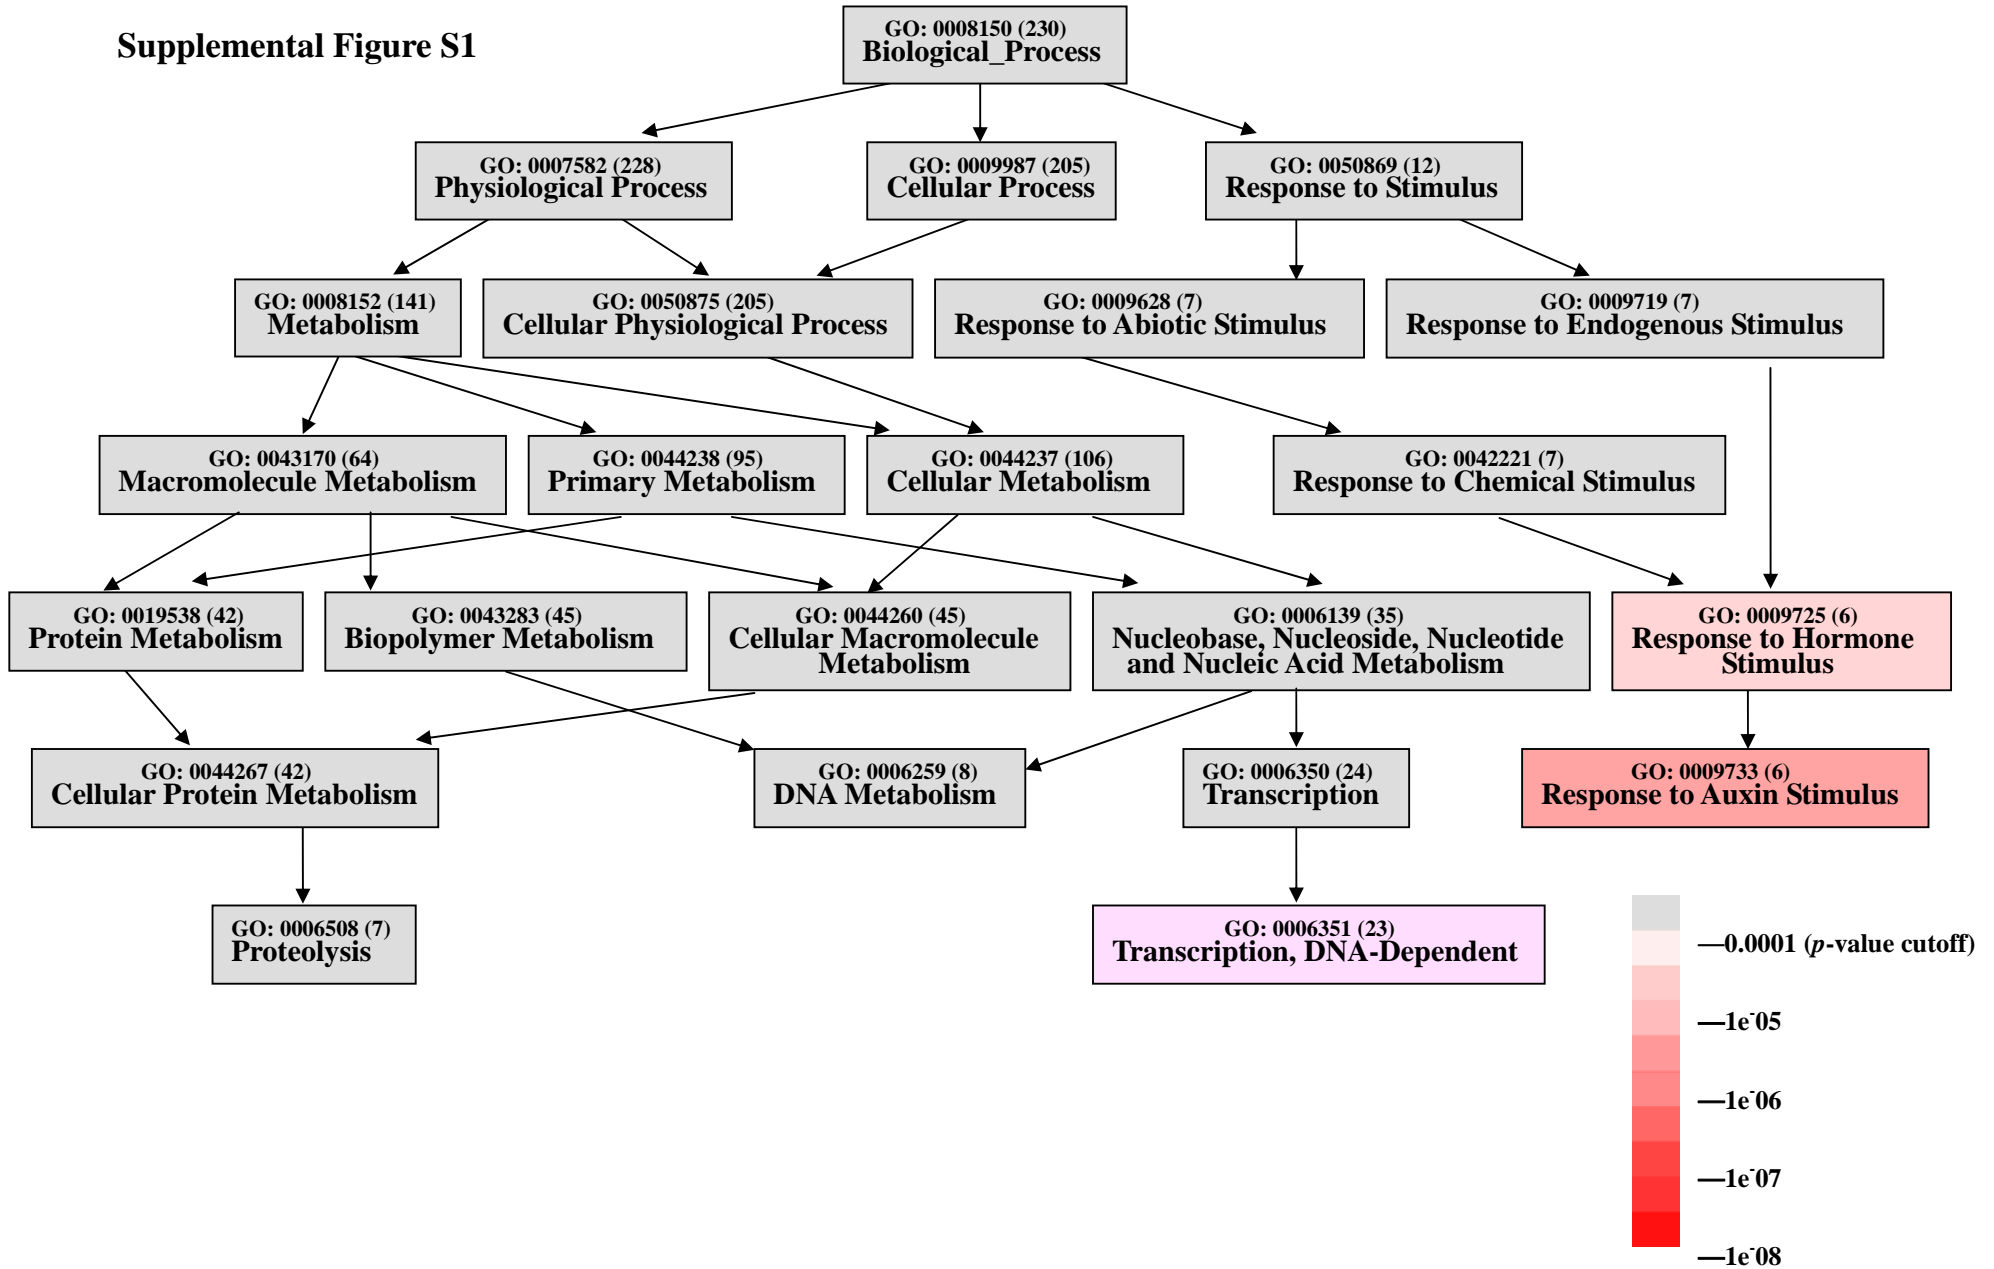 Supplemental Figure S1
GO: 0008150 (230)
Biological_Process
GO: 0007582 (228)
Physiological Process
GO: 0009987 (205)
Cellular Process
GO: 0050869 (12)
Response to Stimulus
GO: 0008152 (141)
Metabolism
GO: 0050875 (205)
Cellular Physiological Process
GO: 0009628 (7)
Response to Abiotic Stimulus
GO: 0009719 (7)
Response to Endogenous Stimulus
GO: 0043170 (64)
Macromolecule Metabolism
GO: 0044238 (95)
Primary Metabolism
GO: 0044237 (106)
Cellular Metabolism
GO: 0042221 (7)
Response to Chemical Stimulus
GO: 0019538 (42)
Protein Metabolism
GO: 0043283 (45)
Biopolymer Metabolism
GO: 0044260 (45)
Cellular Macromolecule
Metabolism
GO: 0006139 (35)
Nucleobase, Nucleoside, Nucleotide
and Nucleic Acid Metabolism
GO: 0009725 (6)
Response to Hormone
Stimulus
GO: 0044267 (42)
Cellular Protein Metabolism
GO: 0006259 (8)
DNA Metabolism
GO: 0006350 (24)
Transcription
GO: 0009733 (6)
Response to Auxin Stimulus
GO: 0006508 (7)
Proteolysis
GO: 0006351 (23)
Transcription, DNA-Dependent
—0.0001 (p-value cutoff)
—1e-05
—1e-06
—1e-07
—1e-08